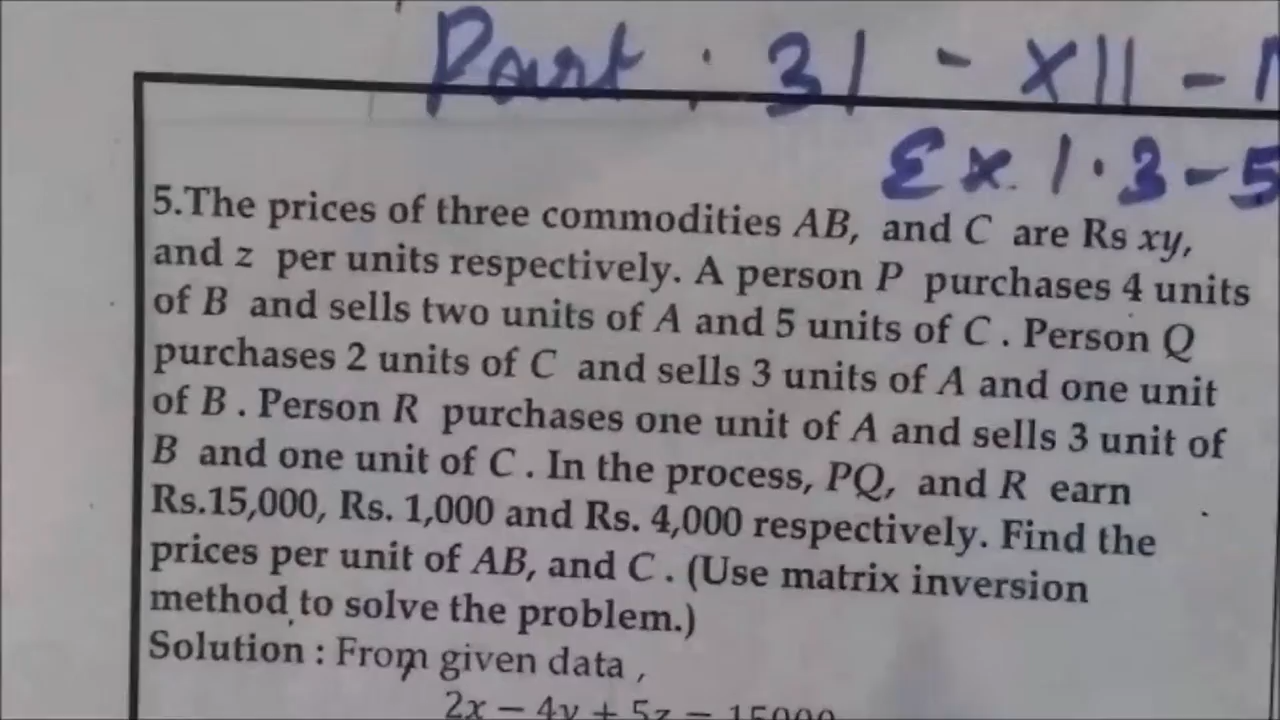 Part : 31 - XII -
Ex. 1.3-5
5.The prices of three commodities AB, and C are Rs xy,
and z per units respectively. A person P purchases 4 units
of B and sells two units of A and 5 units of C . Person Q
purchases 2 units of C and sells 3 units of A and one unit
of B . Person R purchases one unit of A and sells 3 unit of
B and one unit of C . In the process, PQ, and R earn
Rs.15,000, Rs. 1,000 and Rs. 4,000 respectively. Find the
prices per unit of AB, and C . (Use matrix inversion
method to solve the problem.)
Solution : From given data ,
2x − 4y + 5z = 15000